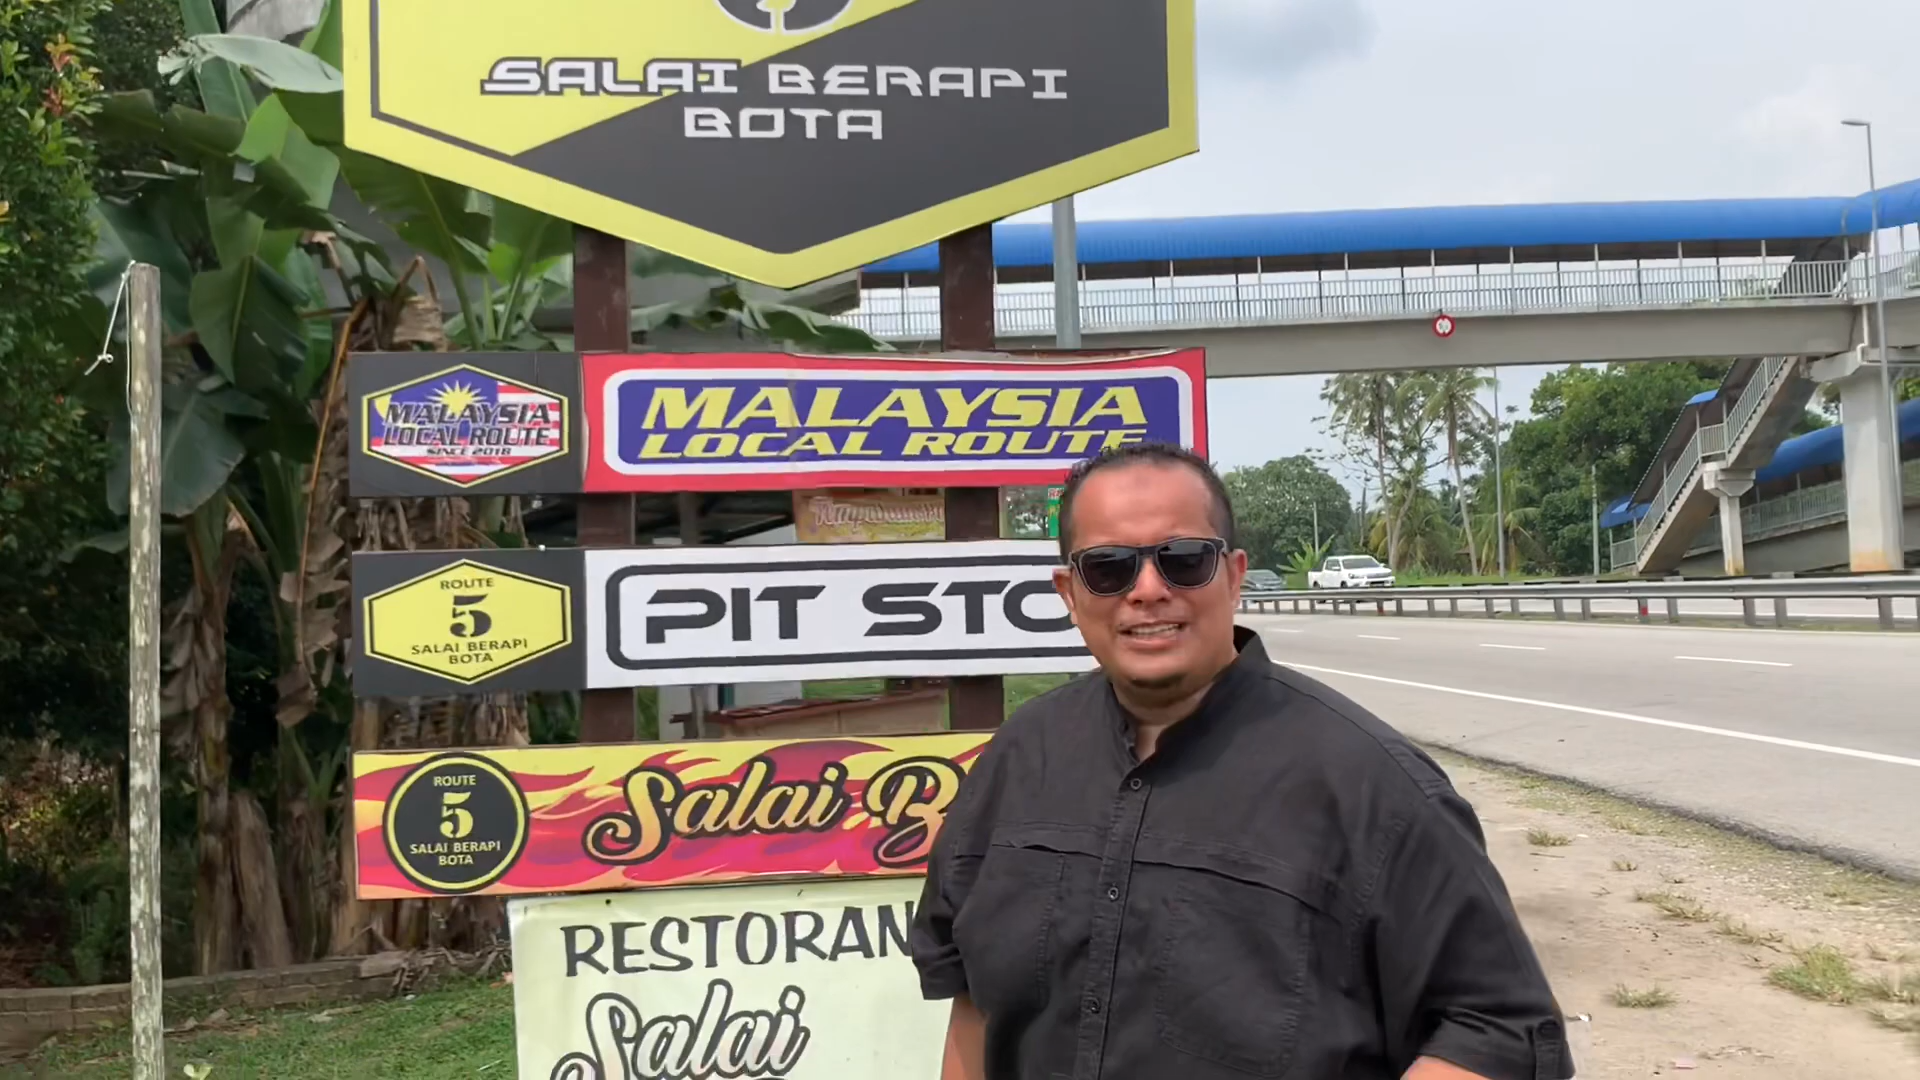 SALAI BERAPI
BOTA
MALAYSIA
LOCAL ROUTE
SINCE 2018
MALAYSIA
LOCAL ROUTE
ROUTE
5
SALAI BERAPI
BOTA
PIT STO
ROUTE
5
SALAI BERAPI
BOTA
Salai B
RESTORAN
Salai